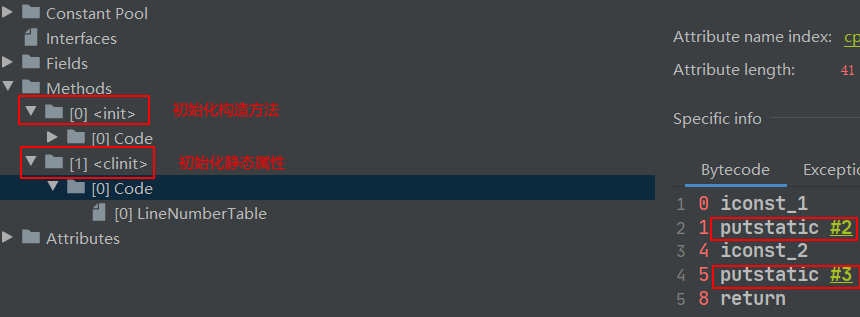 Constant Pool
Interfaces
Fields
Methods
[0] <init>
初始化构造方法
[0] Code
[1] <clinit>
初始化静态属性
[0] Code
[0] LineNumberTable
Attributes
Attribute name index: cp
Attribute length: 41
Specific info
Bytecode Exceptio
1 0 iconst_1
2 1 putstatic #2
3 4 iconst_2
4 5 putstatic #3
5 8 return